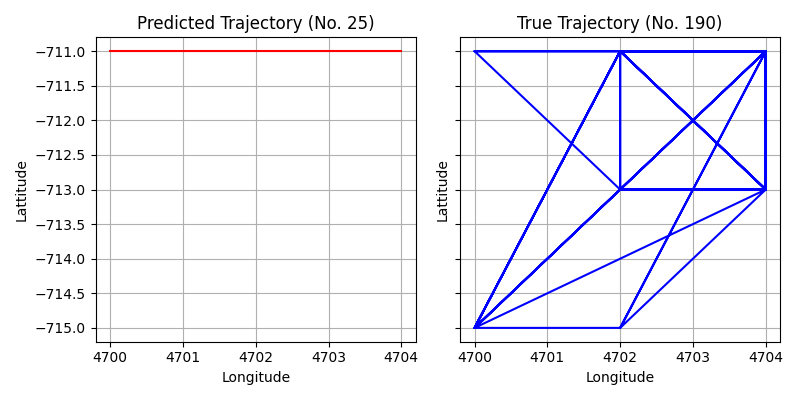 Predicted Trajectory (No. 25)
True Trajectory (No. 190)
−711.0
−711.5
−712.0
−712.5
−713.0
−713.5
−714.0
−714.5
−715.0
Lattitude
Lattitude
4700 4701 4702 4703 4704
4700 4701 4702 4703 4704
Longitude
Longitude